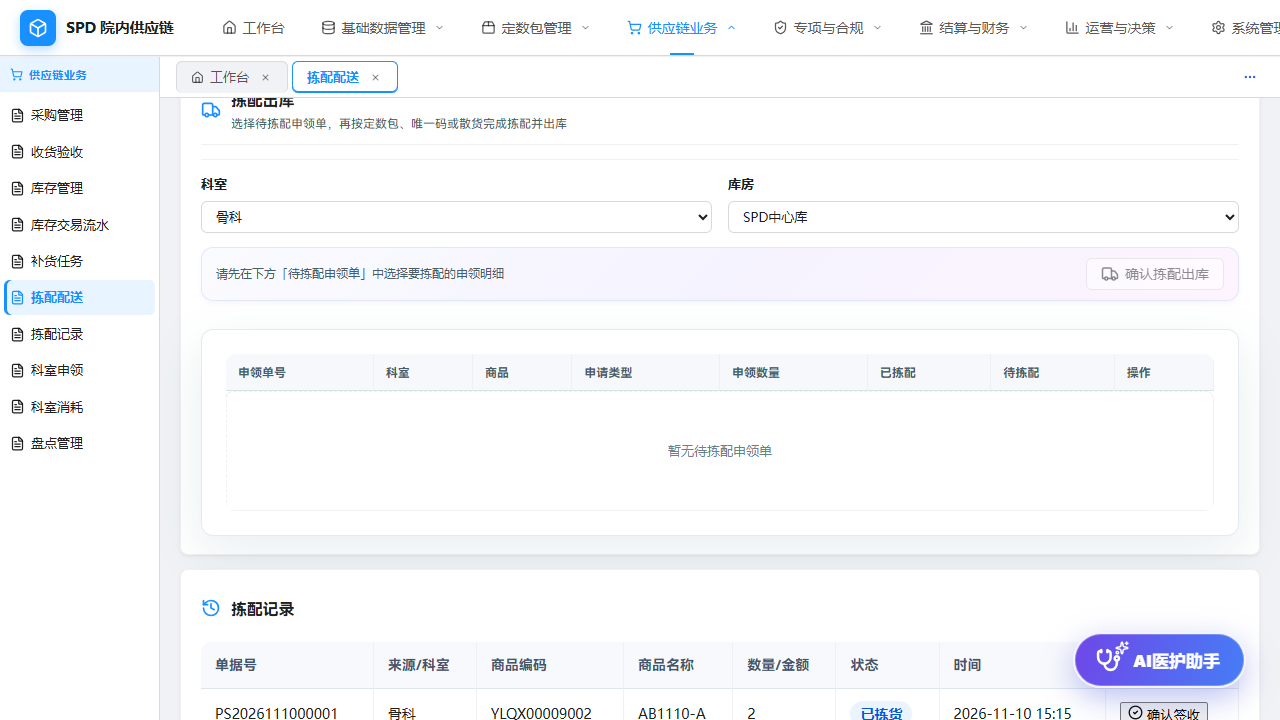 SPD 院内供应链
工作台
基础数据管理
定数包管理
供应链业务
专项与合规
结算与财务
运营与决策
系统管
供应链业务
采购管理
收货验收
库存管理
库存交易流水
补货任务
拣配配送
拣配记录
科室申领
科室消耗
盘点管理
工作台 ×
拣配配送 ×
拣配出库
选择待拣配申领单，再按定数包、唯一码或散货完成拣配并出库
科室
骨科
库房
SPD中心库
请先在下方「待拣配申领单」中选择要拣配的申领明细
确认拣配出库
申领单号 科室 商品 申请类型 申领数量 已拣配 待拣配 操作
暂无待拣配申领单
拣配记录
单据号 来源/科室 商品编码 商品名称 数量/金额 状态 时间
PS2026111000001 骨科 YLQX00009002 AB1110-A 2 已拣货 2026-11-10 15:15 确认签收
AI医护助手